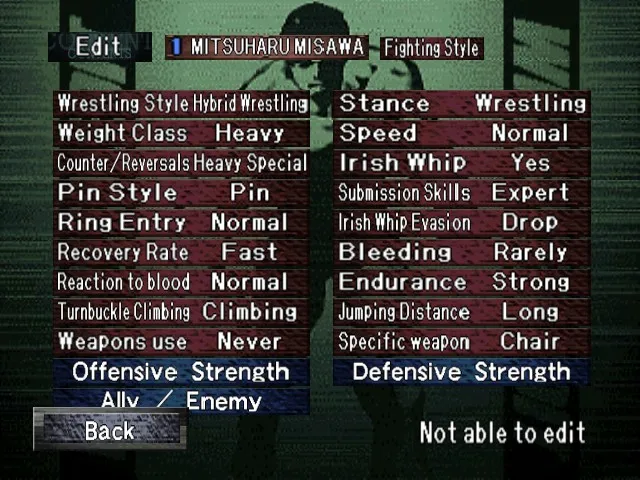 Edit 1 MITSUHARU MISAWA Fighting Style
Wrestling Style Hybrid Wrestling Stance Wrestling
Weight Class Heavy Speed Normal
Counter/Reversals Heavy Special Irish Whip Yes
Pin Style Pin Submission Skills Expert
Ring Entry Normal Irish Whip Evasion Drop
Recovery Rate Fast Bleeding Rarely
Reaction to blood Normal Endurance Strong
Turnbuckle Climbing Climbing Jumping Distance Long
Weapons use Never Specific weapon Chair
Offensive Strength Defensive Strength
Ally / Enemy
Back Not able to edit